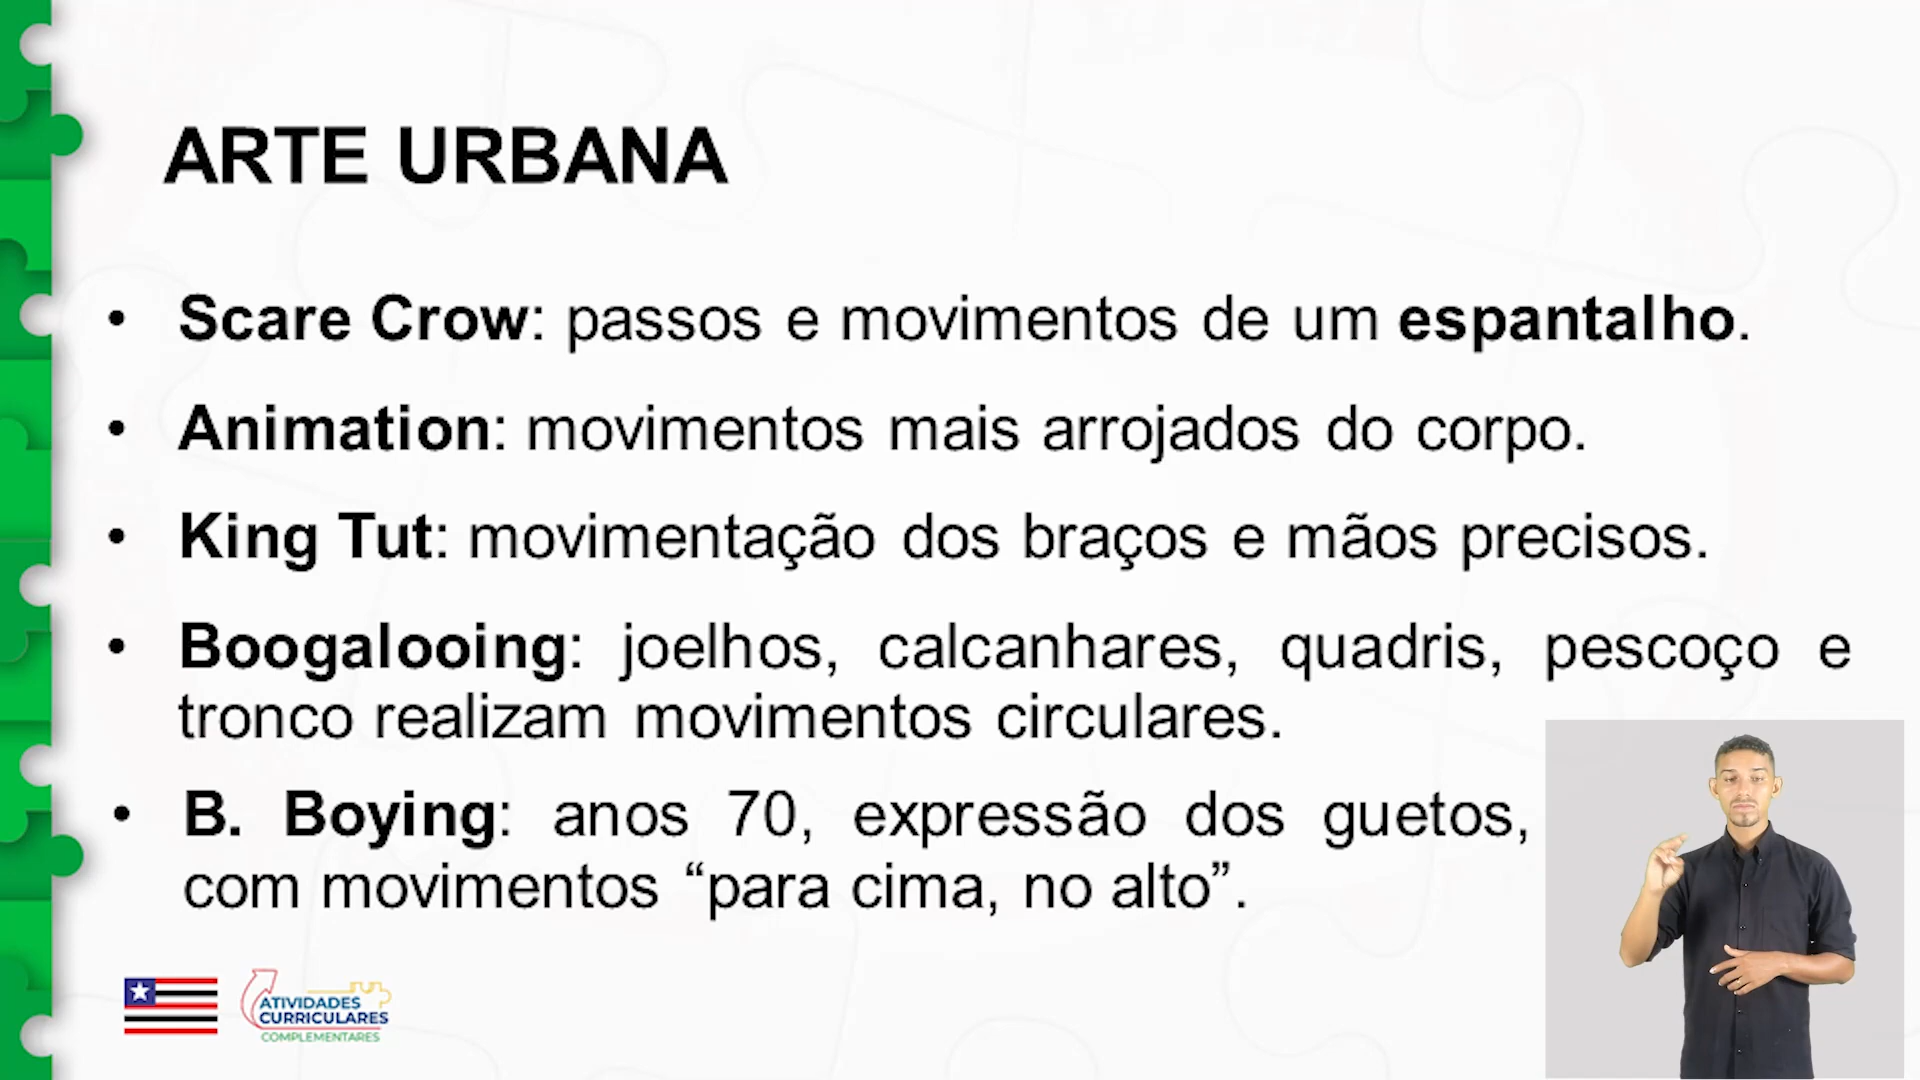 ARTE URBANA
• Scare Crow: passos e movimentos de um espantalho.
• Animation: movimentos mais arrojados do corpo.
• King Tut: movimentação dos braços e mãos precisos.
• Boogalooing: joelhos, calcanhares, quadris, pescoço e
tronco realizam movimentos circulares.
• B. Boying: anos 70, expressão dos guetos,
com movimentos “para cima, no alto”.
ATIVIDADES
CURRICULARES
COMPLEMENTARES